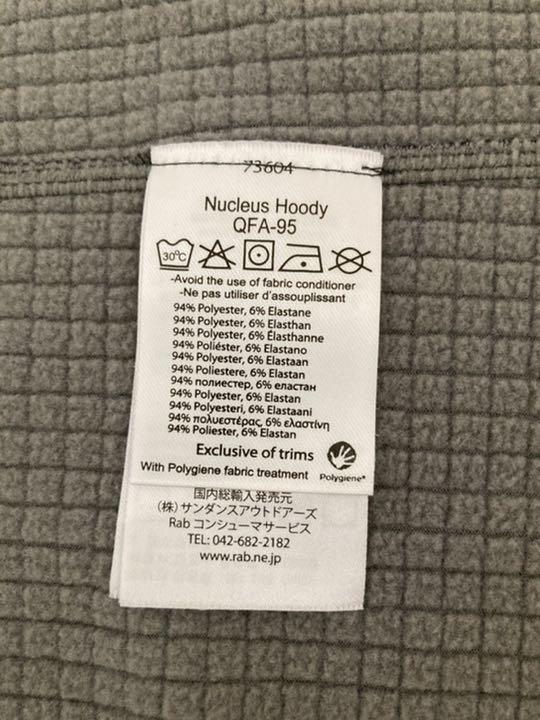 73604
Nucleus Hoody
QFA-95
30°C
-Avoid the use of fabric conditioner
-Ne pas utiliser d'assouplissant
94% Polyester, 6% Elastane
94% Polyester, 6% Elasthan
94% Polyester, 6% Élasthanne
94% Poliéster, 6% Elastano
94% Polyester, 6% Elastaan
94% Poliestere, 6% Elastan
94% полиестер, 6% еластан
94% Polyester, 6% Elastan
94% Polyesteri, 6% Elastaani
94% πολυεστέρας, 6% ελαστίνη
94% Poliester, 6% Elastan
Exclusive of trims
With Polygiene fabric treatment
Polygiene®
国内総輸入発売元
(株) サンダンスアウトドアーズ
Rab コンシューマサービス
TEL: 042-682-2182
www.rab.ne.jp